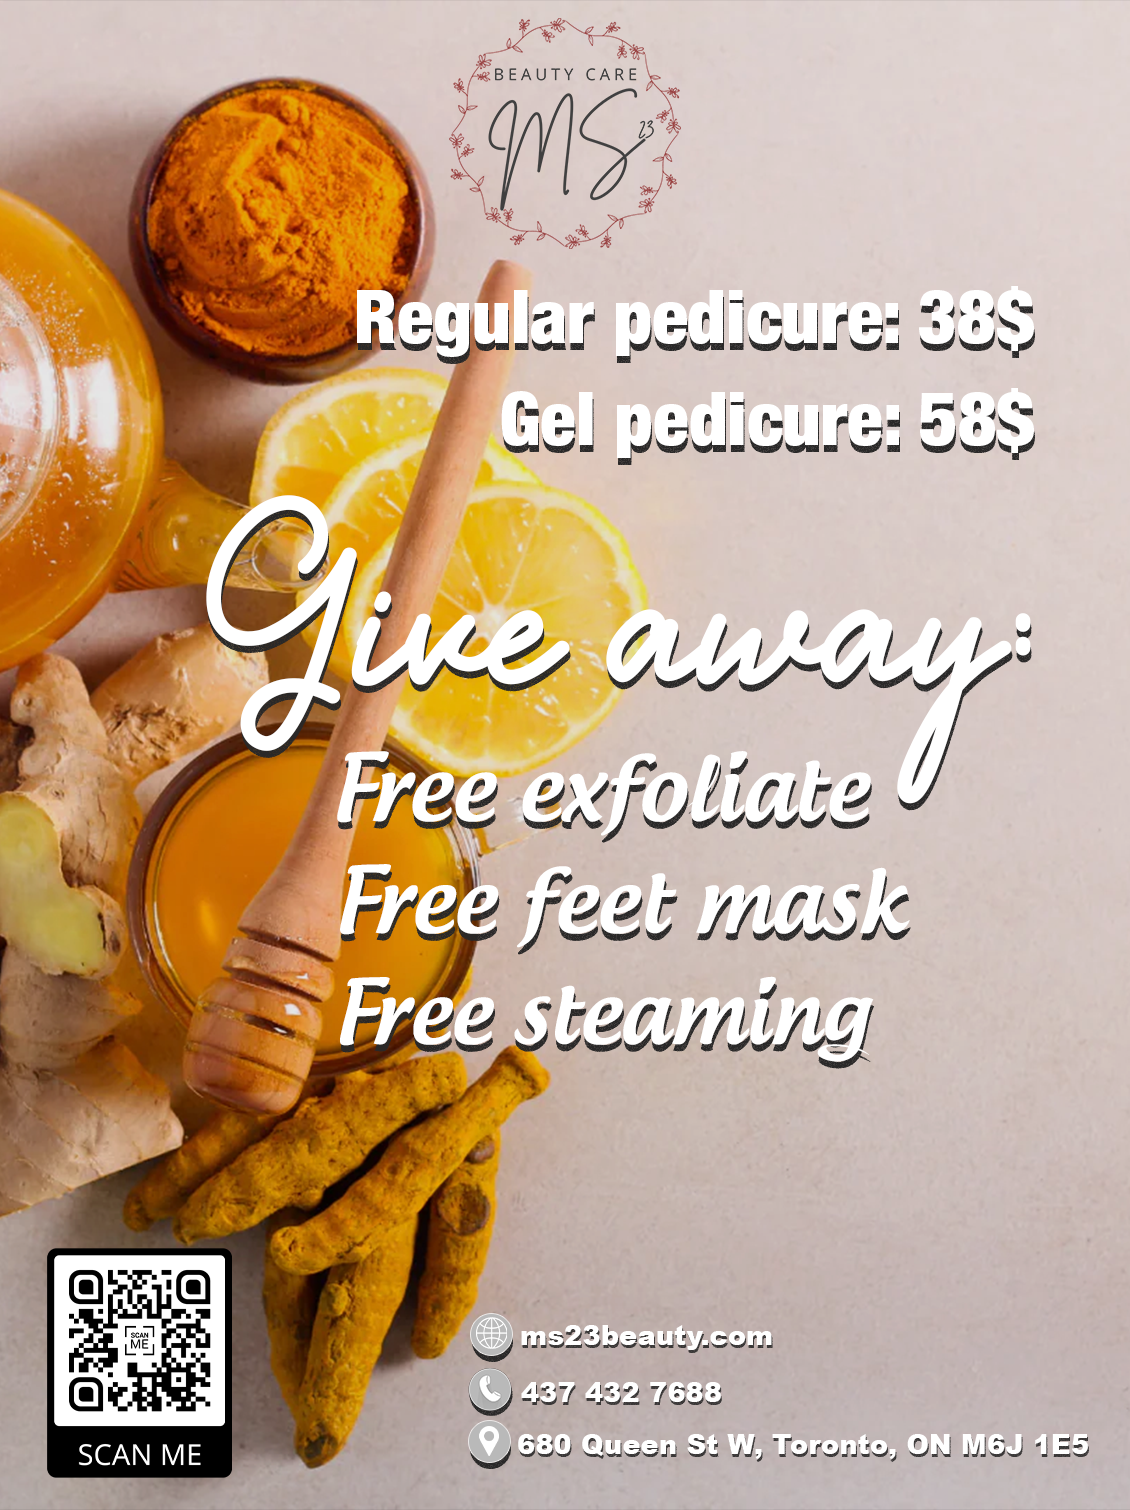 BEAUTY CARE
MS 23
Regular pedicure: 38$
Gel pedicure: 58$
Give away:
Free exfoliate
Free feet mask
Free steaming
SCAN ME
SCAN ME
ms23beauty.com
437 432 7688
680 Queen St W, Toronto, ON M6J 1E5